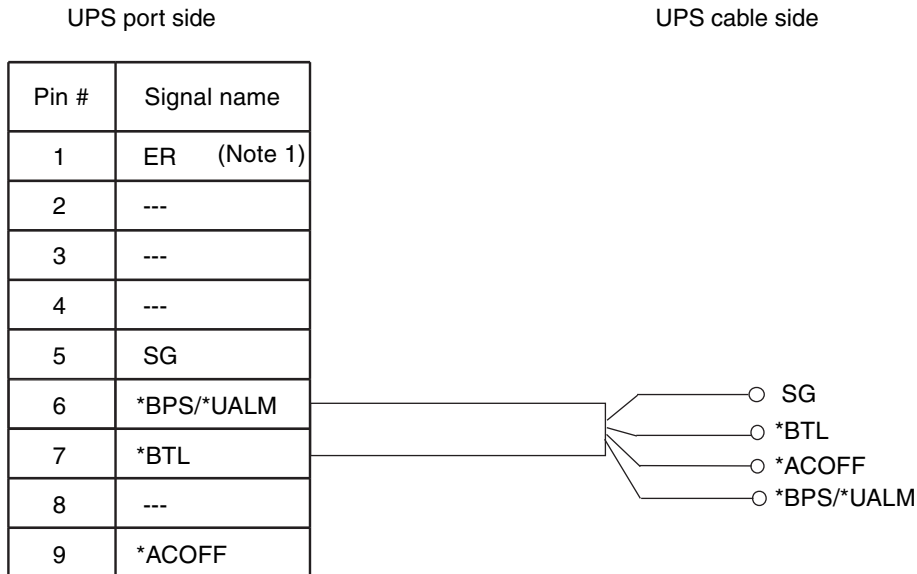 UPS port side UPS cable side
Pin # Signal name
1 ER (Note 1)
2 ---
3 ---
4 ---
5 SG
6 *BPS/*UALM
7 *BTL
8 ---
9 *ACOFF
SG
*BTL
*ACOFF
*BPS/*UALM